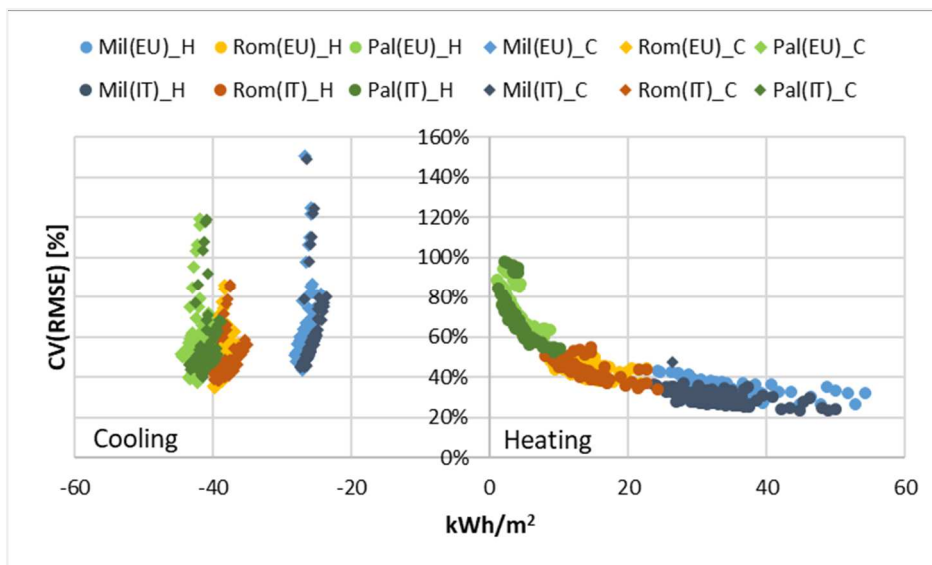 Mil(EU)_H Rom(EU)_H Pal(EU)_H Mil(EU)_C Rom(EU)_C Pal(EU)_C
Mil(IT)_H Rom(IT)_H Pal(IT)_H Mil(IT)_C Rom(IT)_C Pal(IT)_C
160%
140%
120%
100%
80%
60%
40%
20%
0%
CV(RMSE) [%]
Cooling Heating
-60 -40 -20 0 20 40 60
kWh/m²